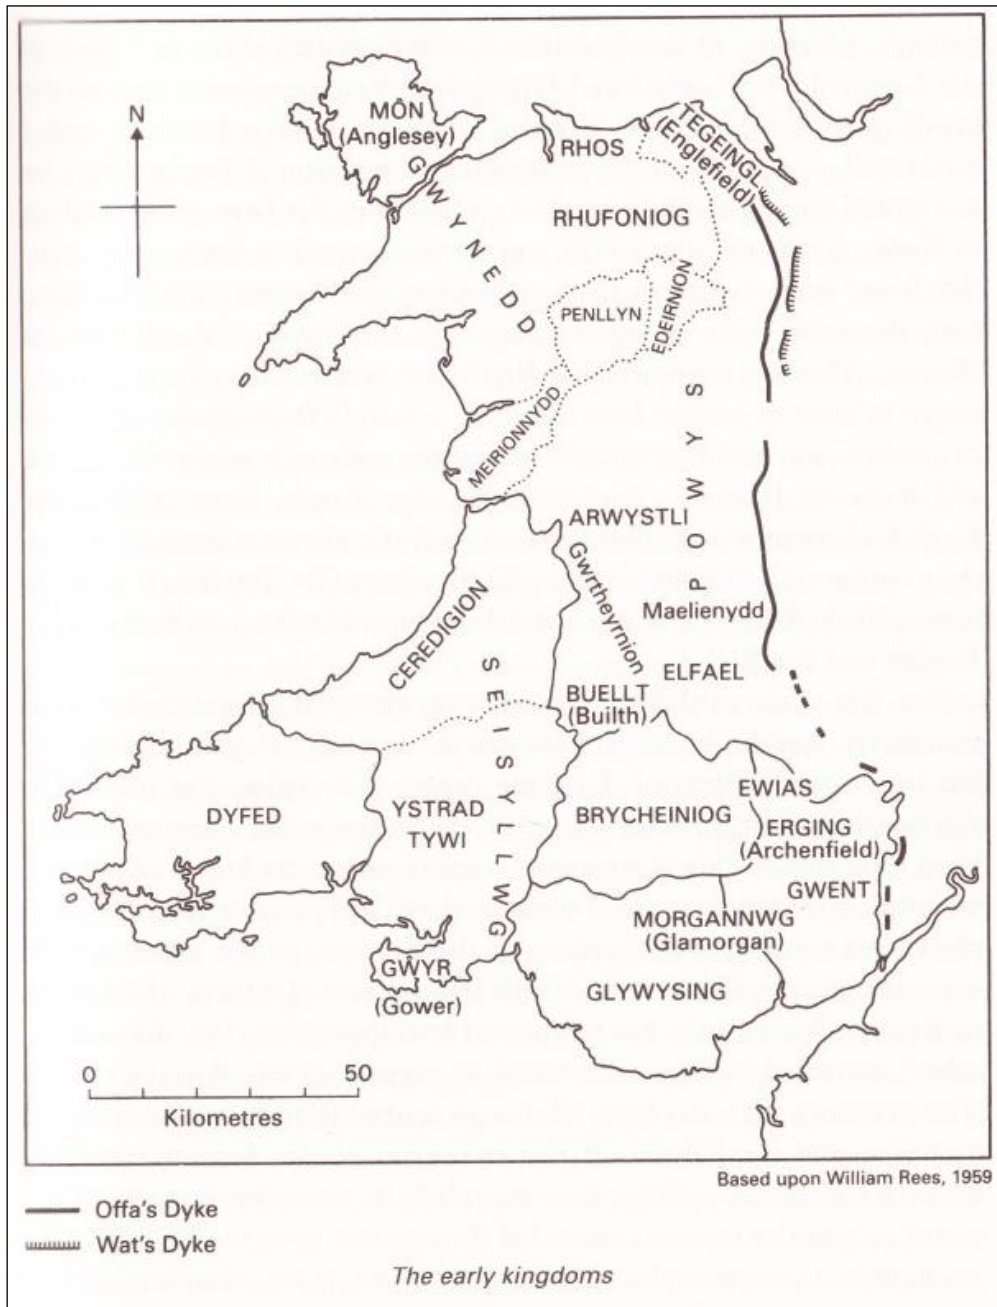 N
MÔN
(Anglesey)
GWYNEDD
RHOS
TEGEINGL
(Englefield)
RHUFONIOG
PENLLYN
EDEIRNION
MEIRIONNYDD
POWYS
ARWYSTLI
Gwrtheyrnion
Maelienydd
CEREDIGION
SEISYLLWG
ELFAEL
BUELLT
(Builth)
DYFED
YSTRAD
TYWI
BRYCHEINIOG
EWIAS
ERGING
(Archenfield)
GWENT
MORGANNWG
(Glamorgan)
GWYR
(Gower)
GLYWYSING
0 50
Kilometres
Based upon William Rees, 1959
Offa's Dyke
Wat's Dyke
The early kingdoms